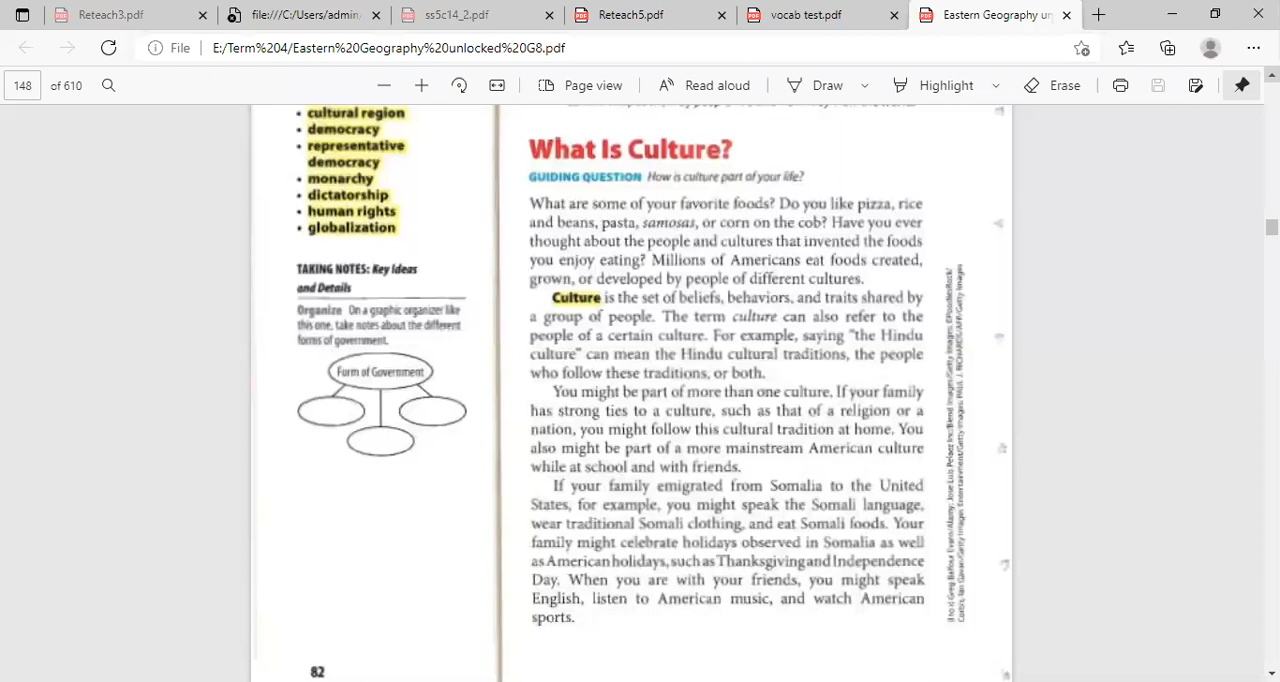 Reteach3.pdf
file:///C:/Users/admin/
ss5c14_2.pdf
Reteach5.pdf
vocab test.pdf
Eastern Geography un
File
E:/Term%204/Eastern%20Geography%20unlocked%20G8.pdf
148 of 610
Page view
Read aloud
Draw
Highlight
Erase
• cultural region
• democracy
• representative
democracy
• monarchy
• dictatorship
• human rights
• globalization
TAKING NOTES: Key Ideas
and Details
Organize On a graphic organizer like
this one, take notes about the different
forms of government.
Form of Government
82
What Is Culture?
GUIDING QUESTION How is culture part of your life?
What are some of your favorite foods? Do you like pizza, rice
and beans, pasta, samosas, or corn on the cob? Have you ever
thought about the people and cultures that invented the foods
you enjoy eating? Millions of Americans eat foods created,
grown, or developed by people of different cultures.
Culture is the set of beliefs, behaviors, and traits shared by
a group of people. The term culture can also refer to the
people of a certain culture. For example, saying "the Hindu
culture" can mean the Hindu cultural traditions, the people
who follow these traditions, or both.
You might be part of more than one culture. If your family
has strong ties to a culture, such as that of a religion or a
nation, you might follow this cultural tradition at home. You
also might be part of a more mainstream American culture
while at school and with friends.
If your family emigrated from Somalia to the United
States, for example, you might speak the Somali language,
wear traditional Somali clothing, and eat Somali foods. Your
family might celebrate holidays observed in Somalia as well
as American holidays, such as Thanksgiving and Independence
Day. When you are with your friends, you might speak
English, listen to American music, and watch American
sports.